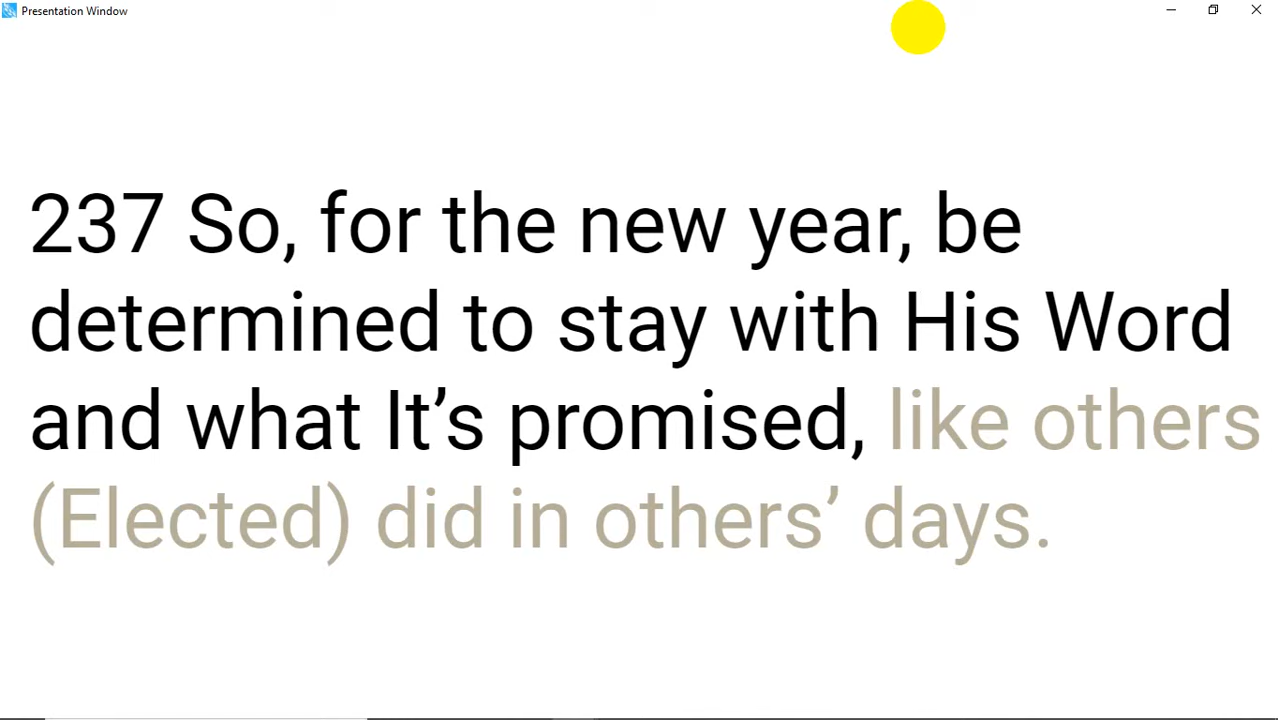 Presentation Window
237 So, for the new year, be
determined to stay with His Word
and what It’s promised, like others
(Elected) did in others’ days.